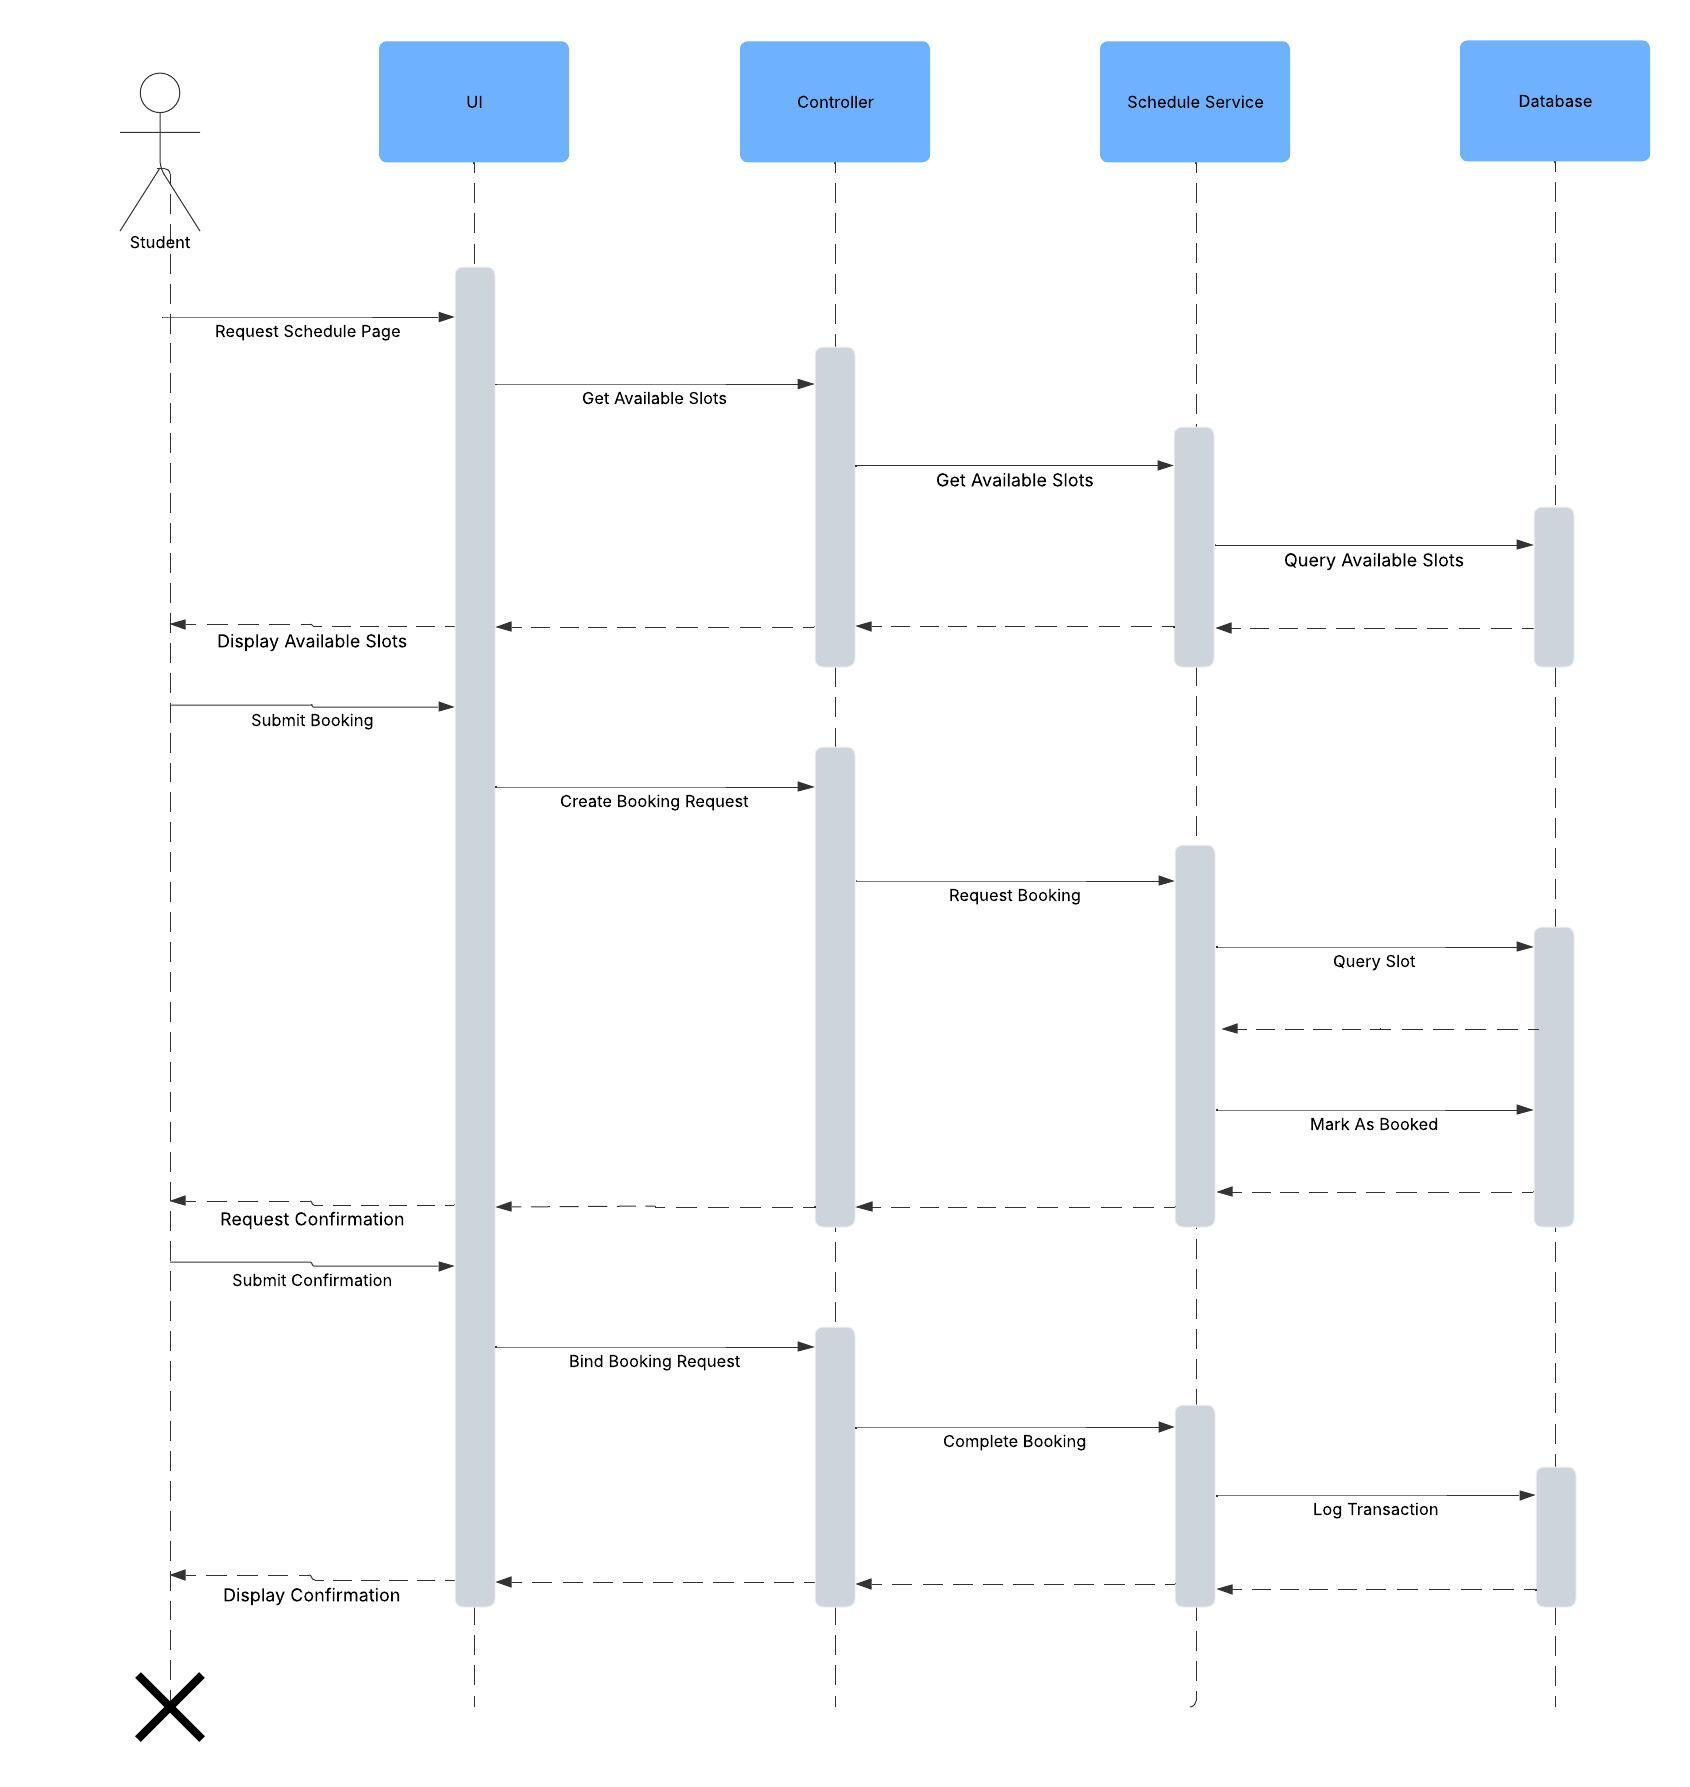 UI
Controller
Schedule Service
Database
Student
Request Schedule Page
Get Available Slots
Get Available Slots
Query Available Slots
Display Available Slots
Submit Booking
Create Booking Request
Request Booking
Query Slot
Mark As Booked
Request Confirmation
Submit Confirmation
Bind Booking Request
Complete Booking
Log Transaction
Display Confirmation